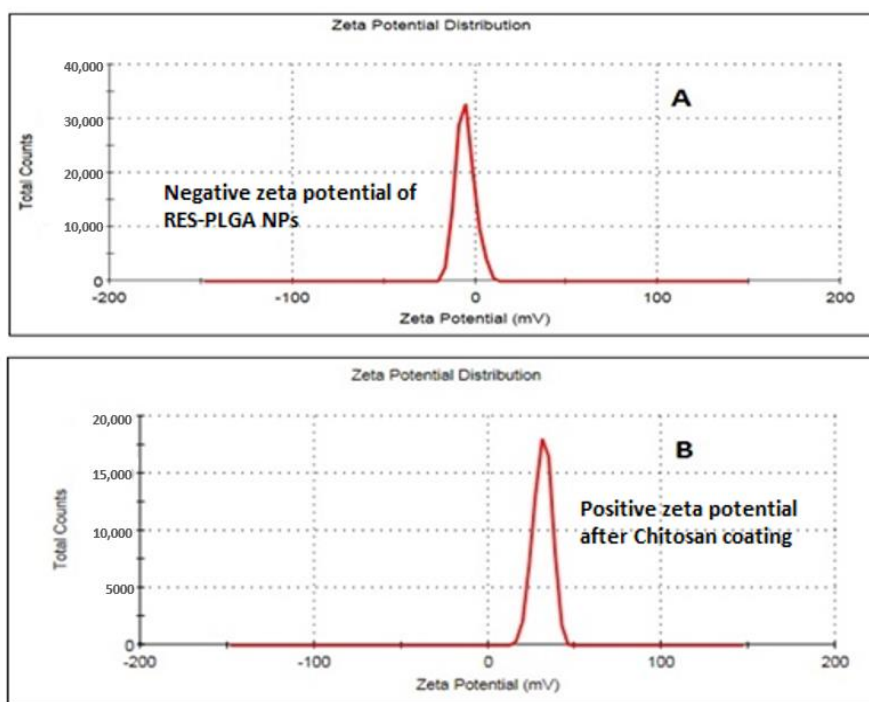 Zeta Potential Distribution
40,000
A
30,000
Total Counts
20,000
Negative zeta potential of
RES-PLGA NPs
10,000
0
-200
-100
0
100
200
Zeta Potential (mV)
Zeta Potential Distribution
20,000
B
15,000
Total Counts
Positive zeta potential
after Chitosan coating
10,000
5000
0
-200
-100
0
100
200
Zeta Potential (mV)